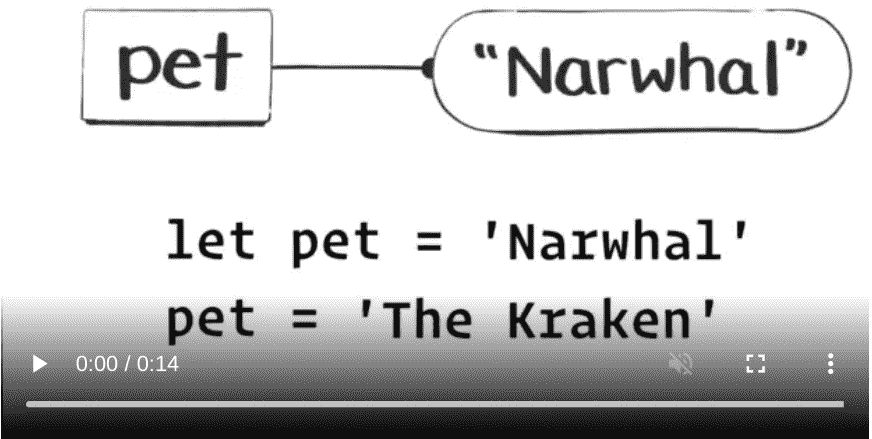 pet “Narwhal”
let pet = 'Narwhal'
pet = 'The Kraken'
0:00 / 0:14